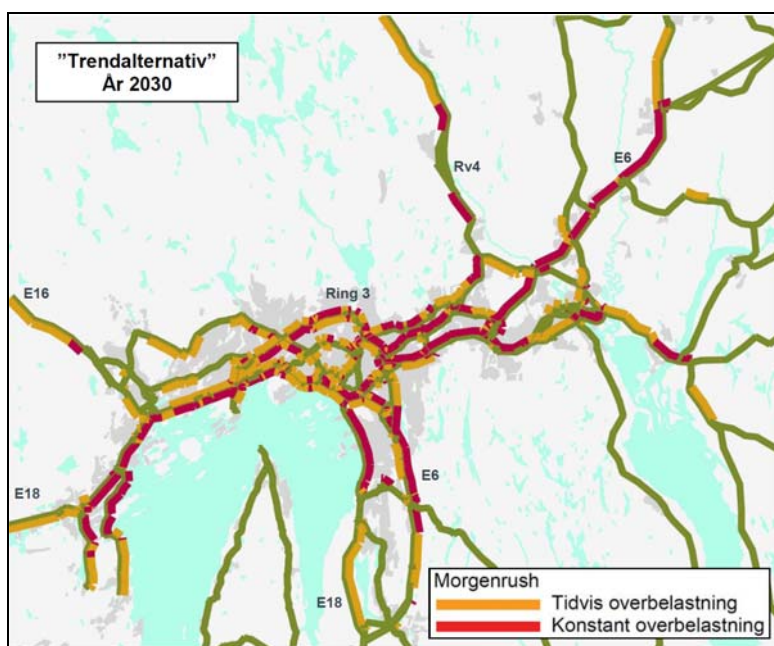 ”Trendalternativ”
År 2030
E6
Rv4
E16
Ring 3
E18
E6
E18
Morgenrush
Tidvis overbelastning
Konstant overbelastning